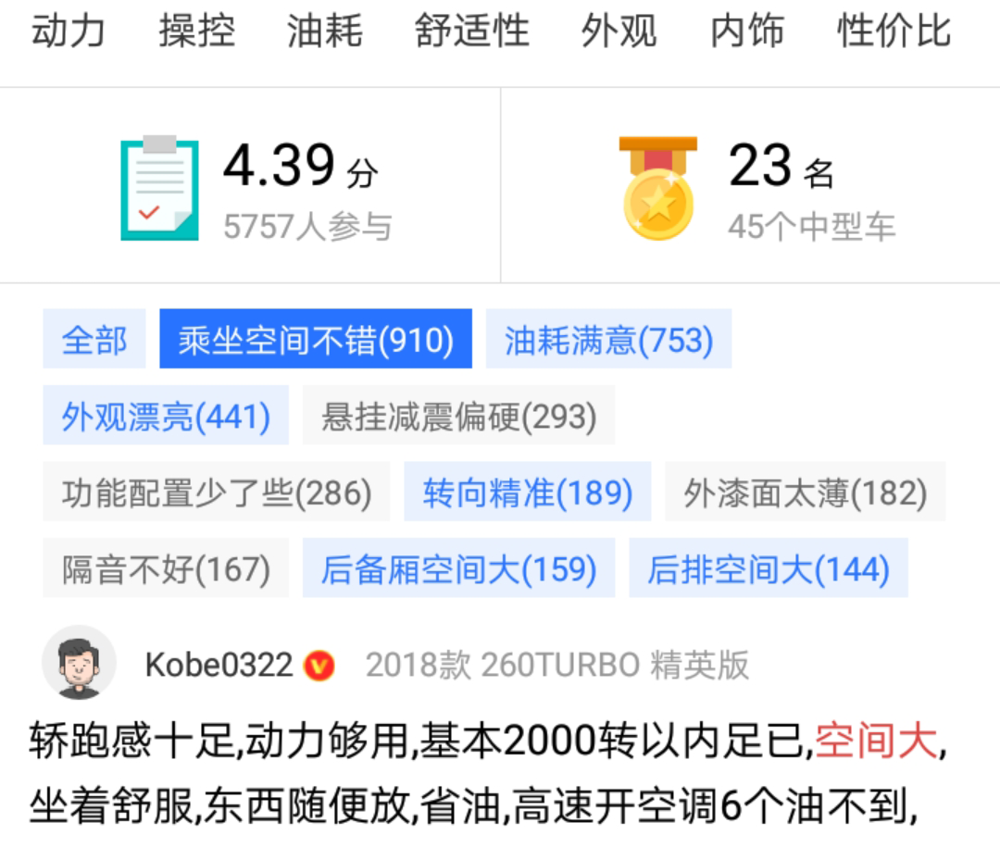 动力 操控 油耗 舒适性 外观 内饰 性价比
4.39 分 23 名
5757人参与 45个中型车
全部 乘坐空间不错(910) 油耗满意(753)
外观漂亮(441) 悬挂减震偏硬(293)
功能配置少了些(286) 转向精准(189) 外漆面太薄(182)
隔音不好(167) 后备厢空间大(159) 后排空间大(144)
Kobe0322 2018款 260TURBO 精英版
轿跑感十足,动力够用,基本2000转以内足已,空间大,
坐着舒服,东西随便放,省油,高速开空调6个油不到,